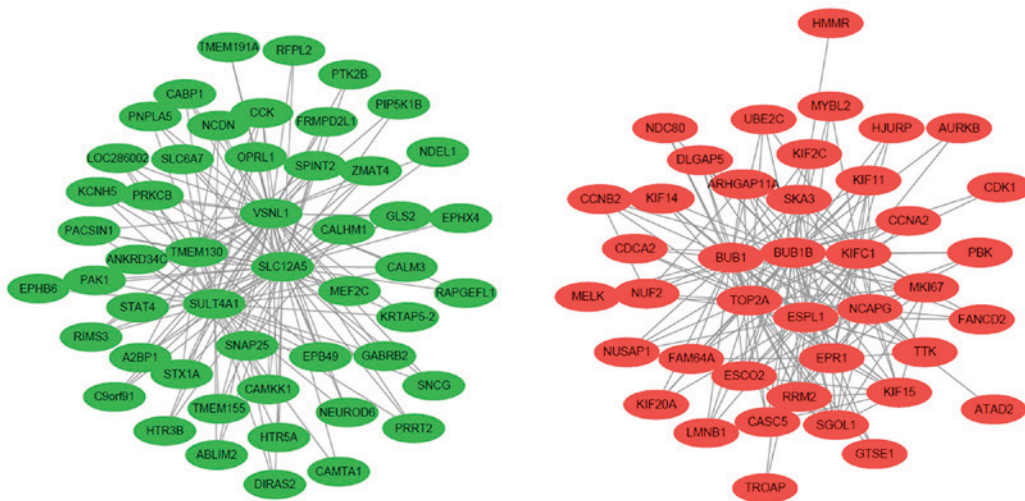 TMEM191A
RFPL2
PTK2B
CABP1
PIP5K1B
PNPLA5
CCK
NCDN
FRMPD2L1
NDEL1
LOC286002
SLC6A7
OPRL1
SPINT2
ZMAT4
KCNH5
PRKCB
VSNL1
GLS2
EPHX4
CALHM1
PACSIN1
TMEM130
ANKRD34C
SLC12A5
CALM3
EPHB6
PAK1
MEF2C
RAPGEFL1
STAT4
SULT4A1
KRTAP5-2
RIMS3
SNAP25
A2BP1
EPB49
GABRB2
STX1A
SNCG
C9orf91
CAMKK1
TMEM155
NEUROD6
HTR3B
PRRT2
HTR5A
ABLIM2
CAMTA1
DIRAS2
HMMR
MYBL2
UBE2C
NDC80
HJURP
AURKB
DLGAP5
KIF2C
ARHGAP11A
KIF11
CDK1
CCNB2
KIF14
SKA3
CCNA2
CDCA2
BUB1
BUB1B
KIFC1
PBK
MELK
NUF2
MKI67
TOP2A
NCAPG
ESPL1
FANCD2
NUSAP1
FAM64A
EPR1
TTK
ESCO2
KIF20A
RRM2
KIF15
ATAD2
LMNB1
CASC5
SGOL1
GTSE1
TROAP